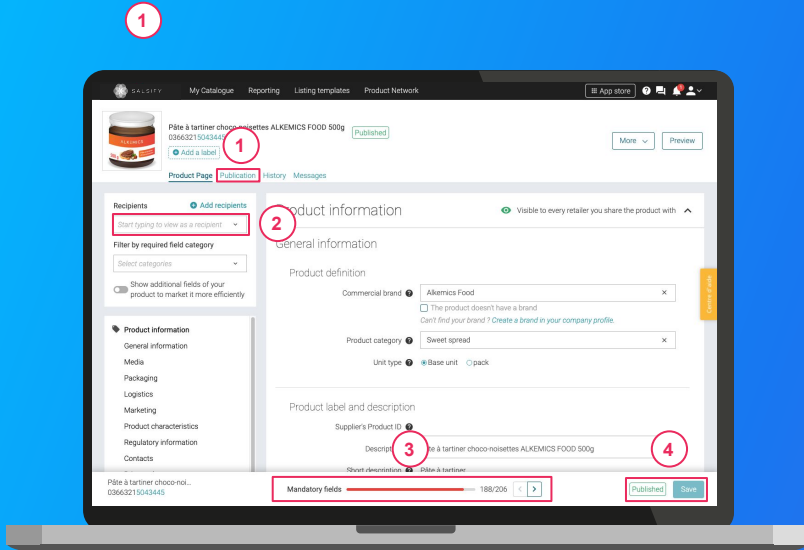 1
SALSIFY My Catalogue Reporting Listing templates Product Network App store
ALKEMICS
Pâte à tartiner choco-noisettes ALKEMICS FOOD 500g Published
03663215043445
Add a label
1
More Preview
Product Page Publication History Messages
Recipients Add recipients
Start typing to view as a recipient
2
Filter by required field category
Select categories
Show additional fields of your
product to market it more efficiently
Product information
General information
Media
Packaging
Logistics
Marketing
Product characteristics
Regulatory information
Contacts
Product information Visible to every retailer you share the product with
General information
Product definition
Commercial brand Alkemics Food
The product doesn't have a brand
Can't find your brand ? Create a brand in your company profile.
Product category Sweet spread
Unit type Base unit pack
Centre d'aide
Product label and description
Supplier's Product ID
Descript
3
te à tartiner choco-noisettes ALKEMICS FOOD 500g
4
Short description Pâte à tartiner
Pâte à tartiner choco-noi...
03663215043445
Mandatory fields 188/206
Published Save